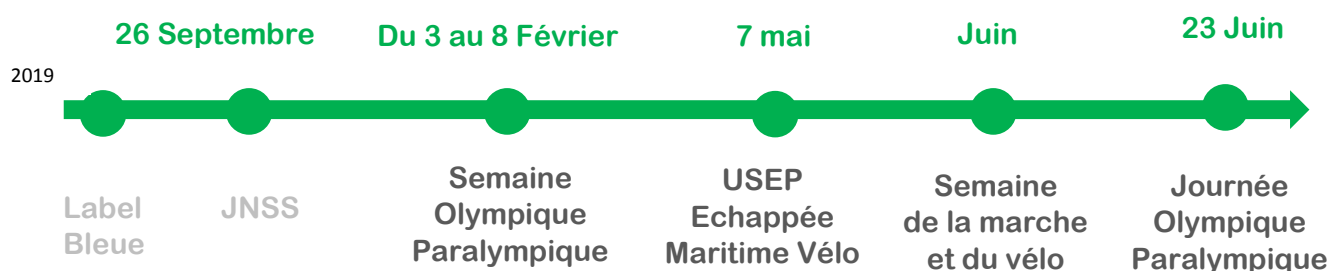 26 Septembre
Du 3 au 8 Février
7 mai
Juin
23 Juin
2019
Label
Bleue
JNSS
Semaine
Olympique
Paralympique
USEP
Echappée
Maritime Vélo
Semaine
de la marche
et du vélo
Journée
Olympique
Paralympique